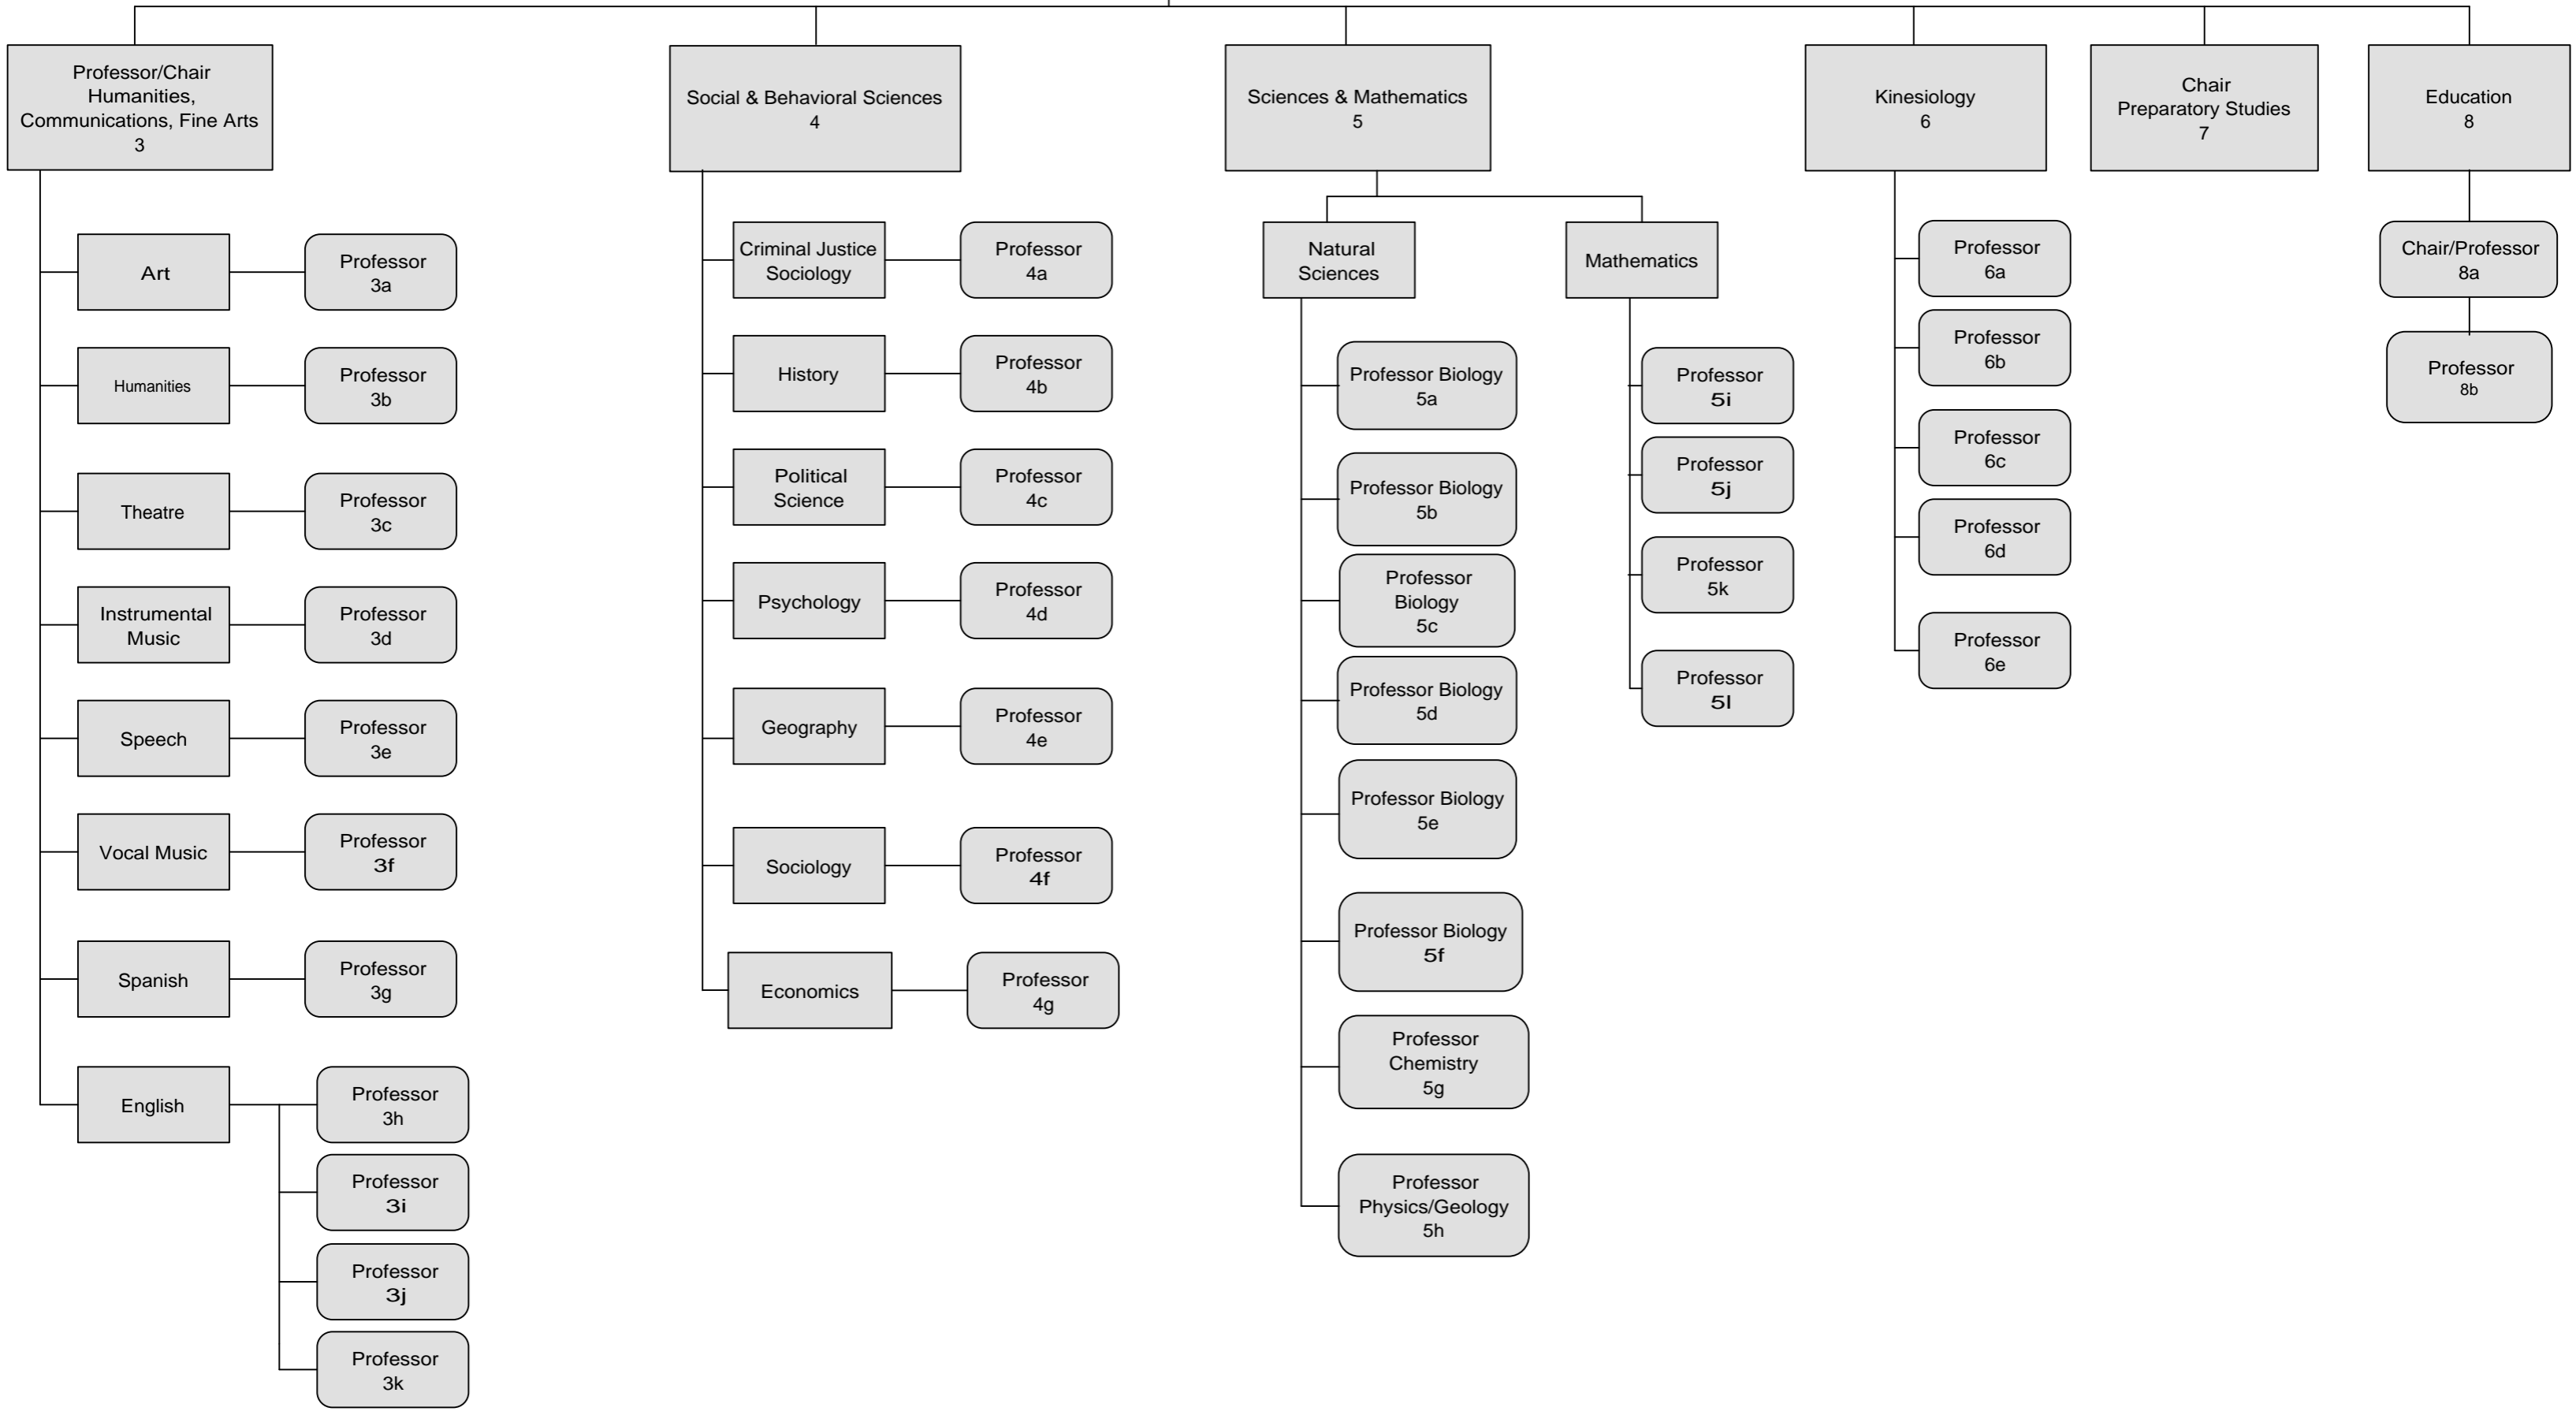 Professor/Chair
Humanities,
Communications, Fine Arts
3
Social & Behavioral Sciences
4
Sciences & Mathematics
5
Kinesiology
6
Chair
Preparatory Studies
7
Education
8
Art
Professor
3a
Humanities
Professor
3b
Theatre
Professor
3c
Instrumental
Music
Professor
3d
Speech
Professor
3e
Vocal Music
Professor
3f
Spanish
Professor
3g
English
Professor
3h
Professor
3i
Professor
3j
Professor
3k
Criminal Justice
Sociology
Professor
4a
History
Professor
4b
Political
Science
Professor
4c
Psychology
Professor
4d
Geography
Professor
4e
Sociology
Professor
4f
Economics
Professor
4g
Natural
Sciences
Professor Biology
5a
Professor Biology
5b
Professor
Biology
5c
Professor Biology
5d
Professor Biology
5e
Professor Biology
5f
Professor
Chemistry
5g
Professor
Physics/Geology
5h
Mathematics
Professor
5i
Professor
5j
Professor
5k
Professor
5l
Professor
6a
Professor
6b
Professor
6c
Professor
6d
Professor
6e
Chair/Professor
8a
Professor
8b